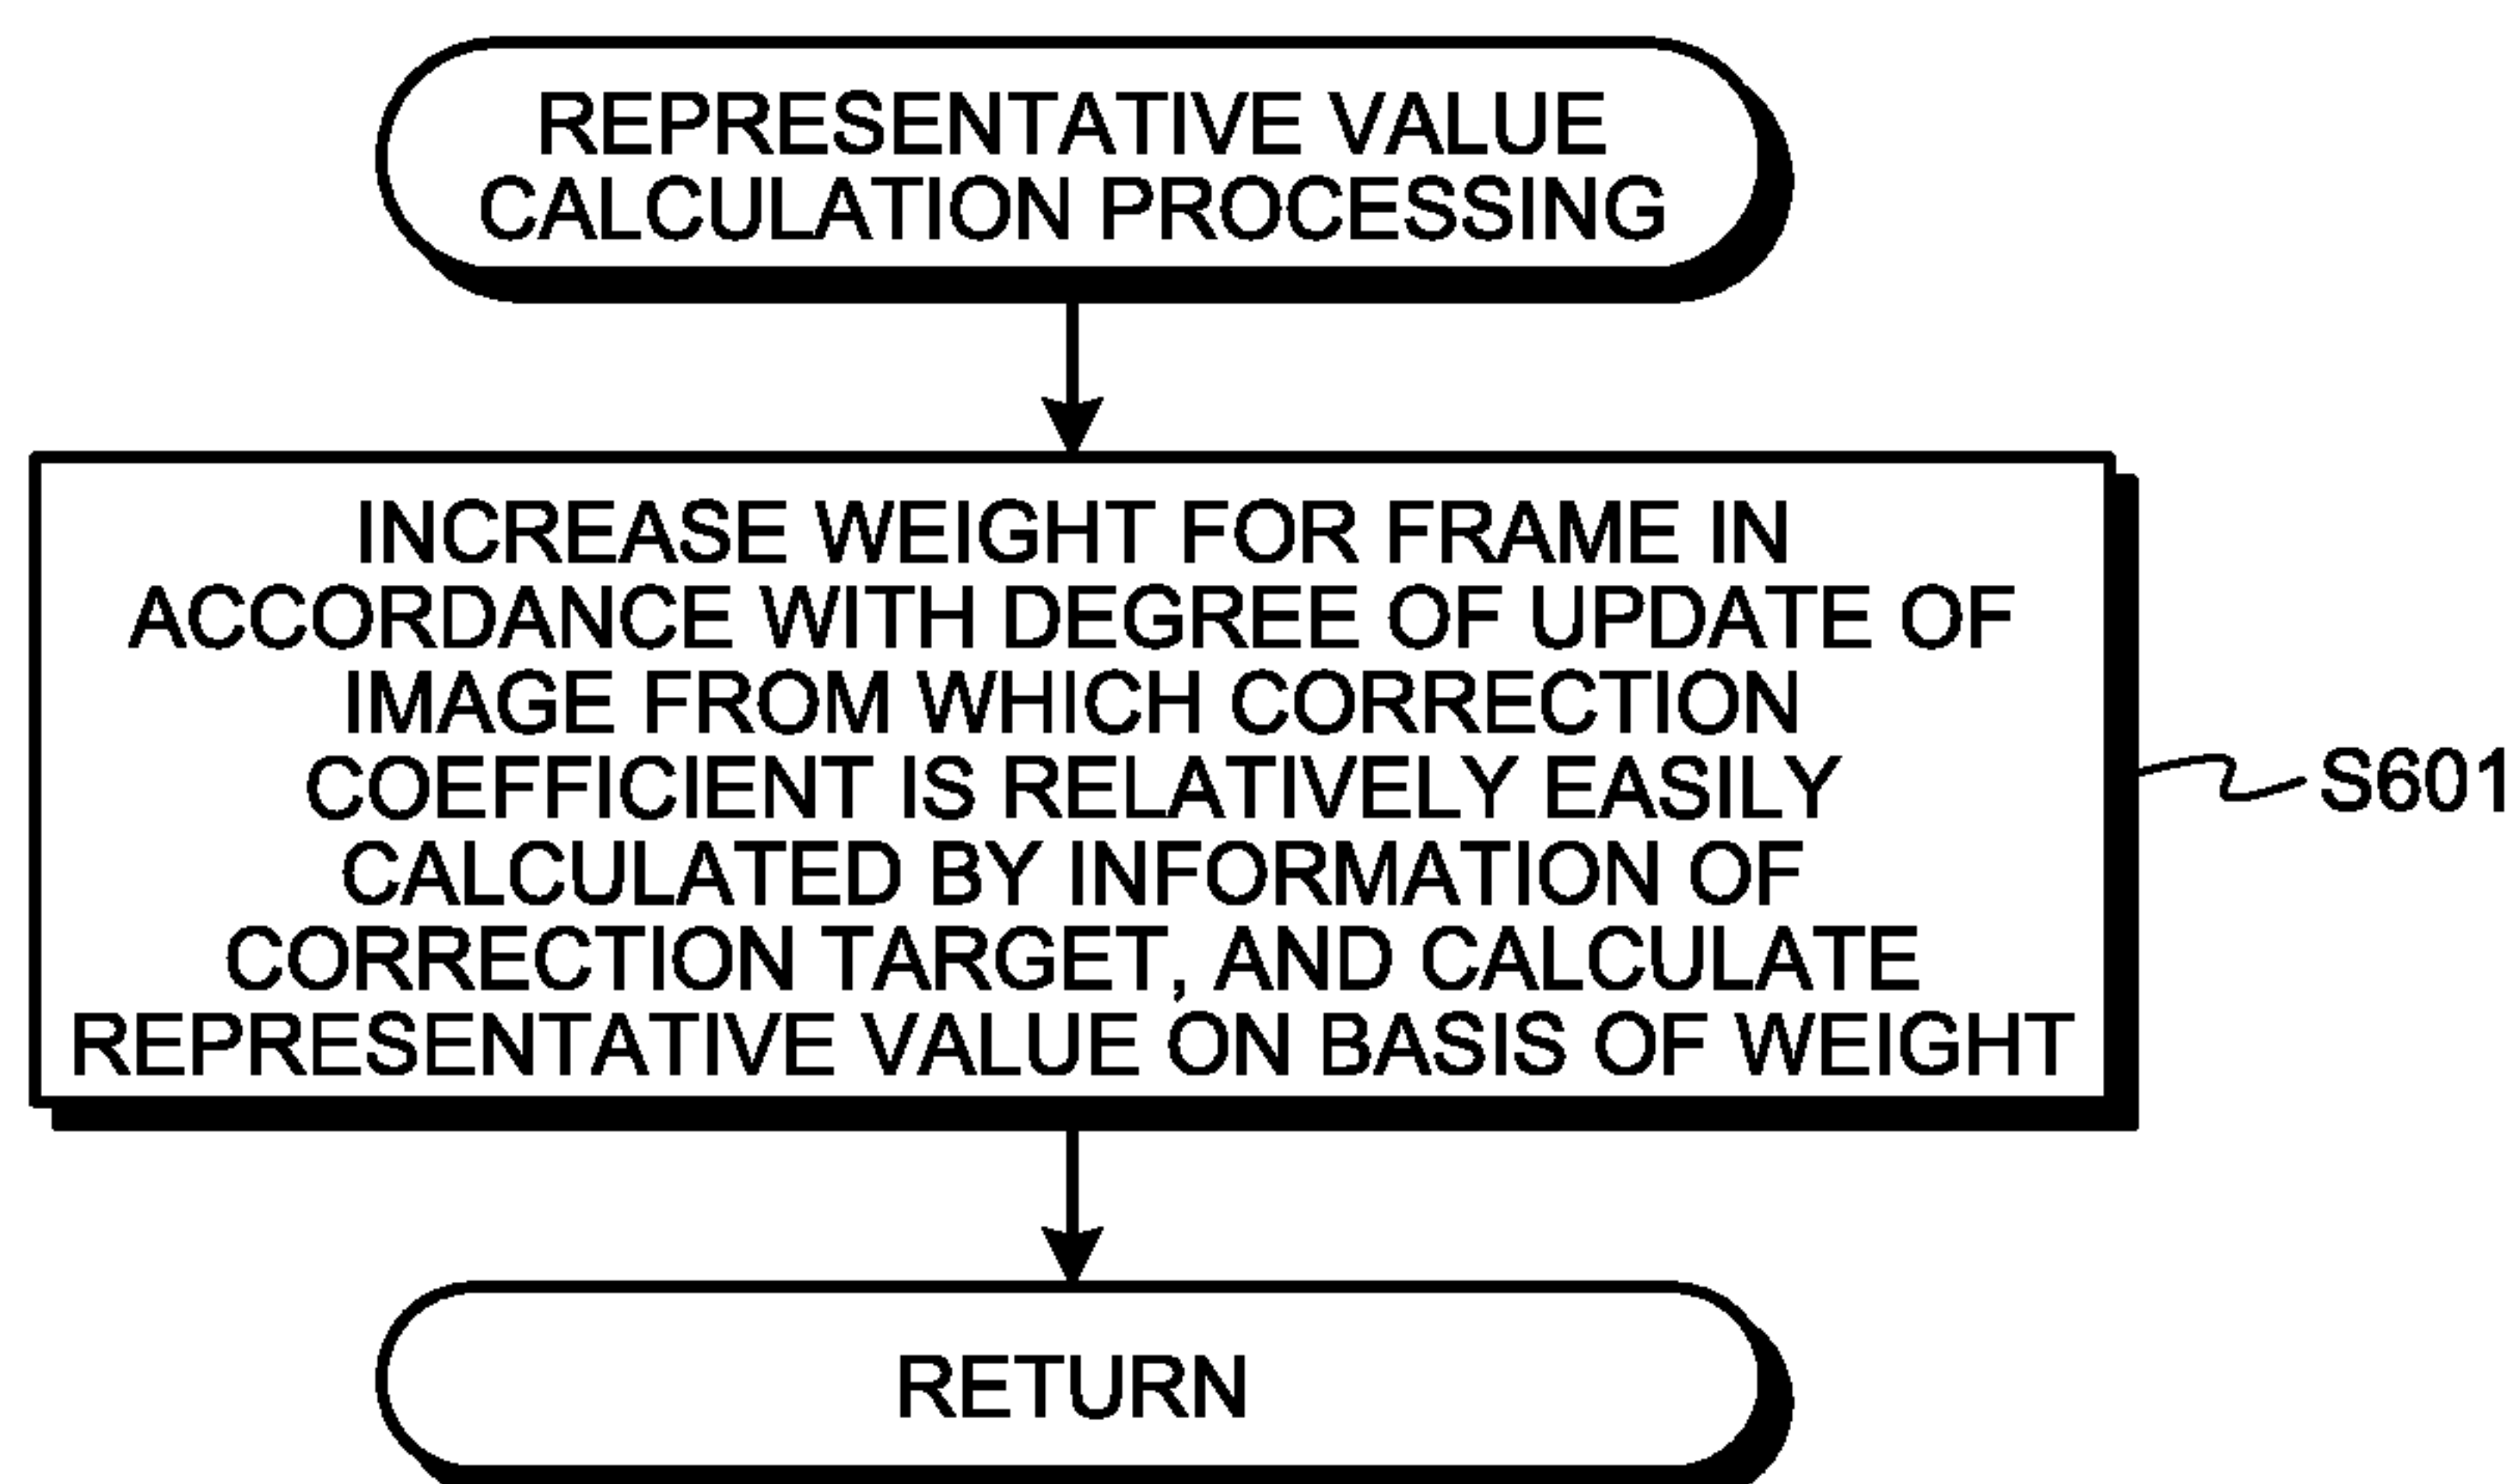 REPRESENTATIVE VALUE
CALCULATION PROCESSING
INCREASE WEIGHT FOR FRAME IN
ACCORDANCE WITH DEGREE OF UPDATE OF
IMAGE FROM WHICH CORRECTION
COEFFICIENT IS RELATIVELY EASILY
CALCULATED BY INFORMATION OF
CORRECTION TARGET, AND CALCULATE
REPRESENTATIVE VALUE ON BASIS OF WEIGHT
S601
RETURN